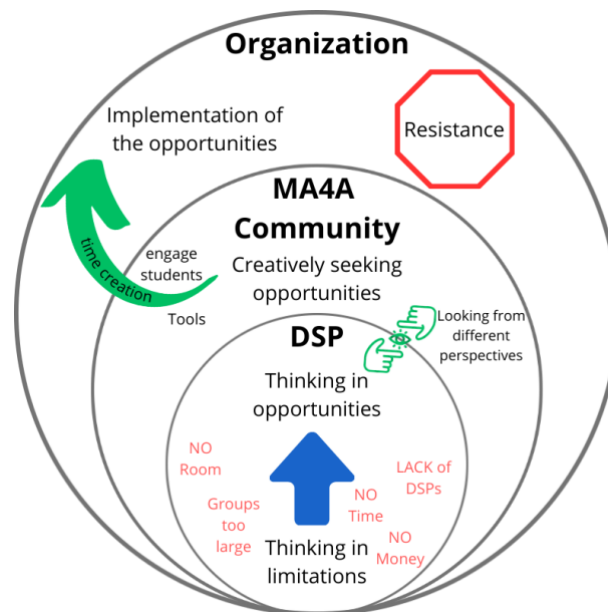 Organization
Implementation of
the opportunities
Resistance
MA4A
Community
time creation
engage
students
Creatively seeking
opportunities
Tools
Looking from
different
perspectives
DSP
Thinking in
opportunities
NO
Room
LACK of
DSPs
Groups
too
large
NO
Time
NO
Money
Thinking in
limitations